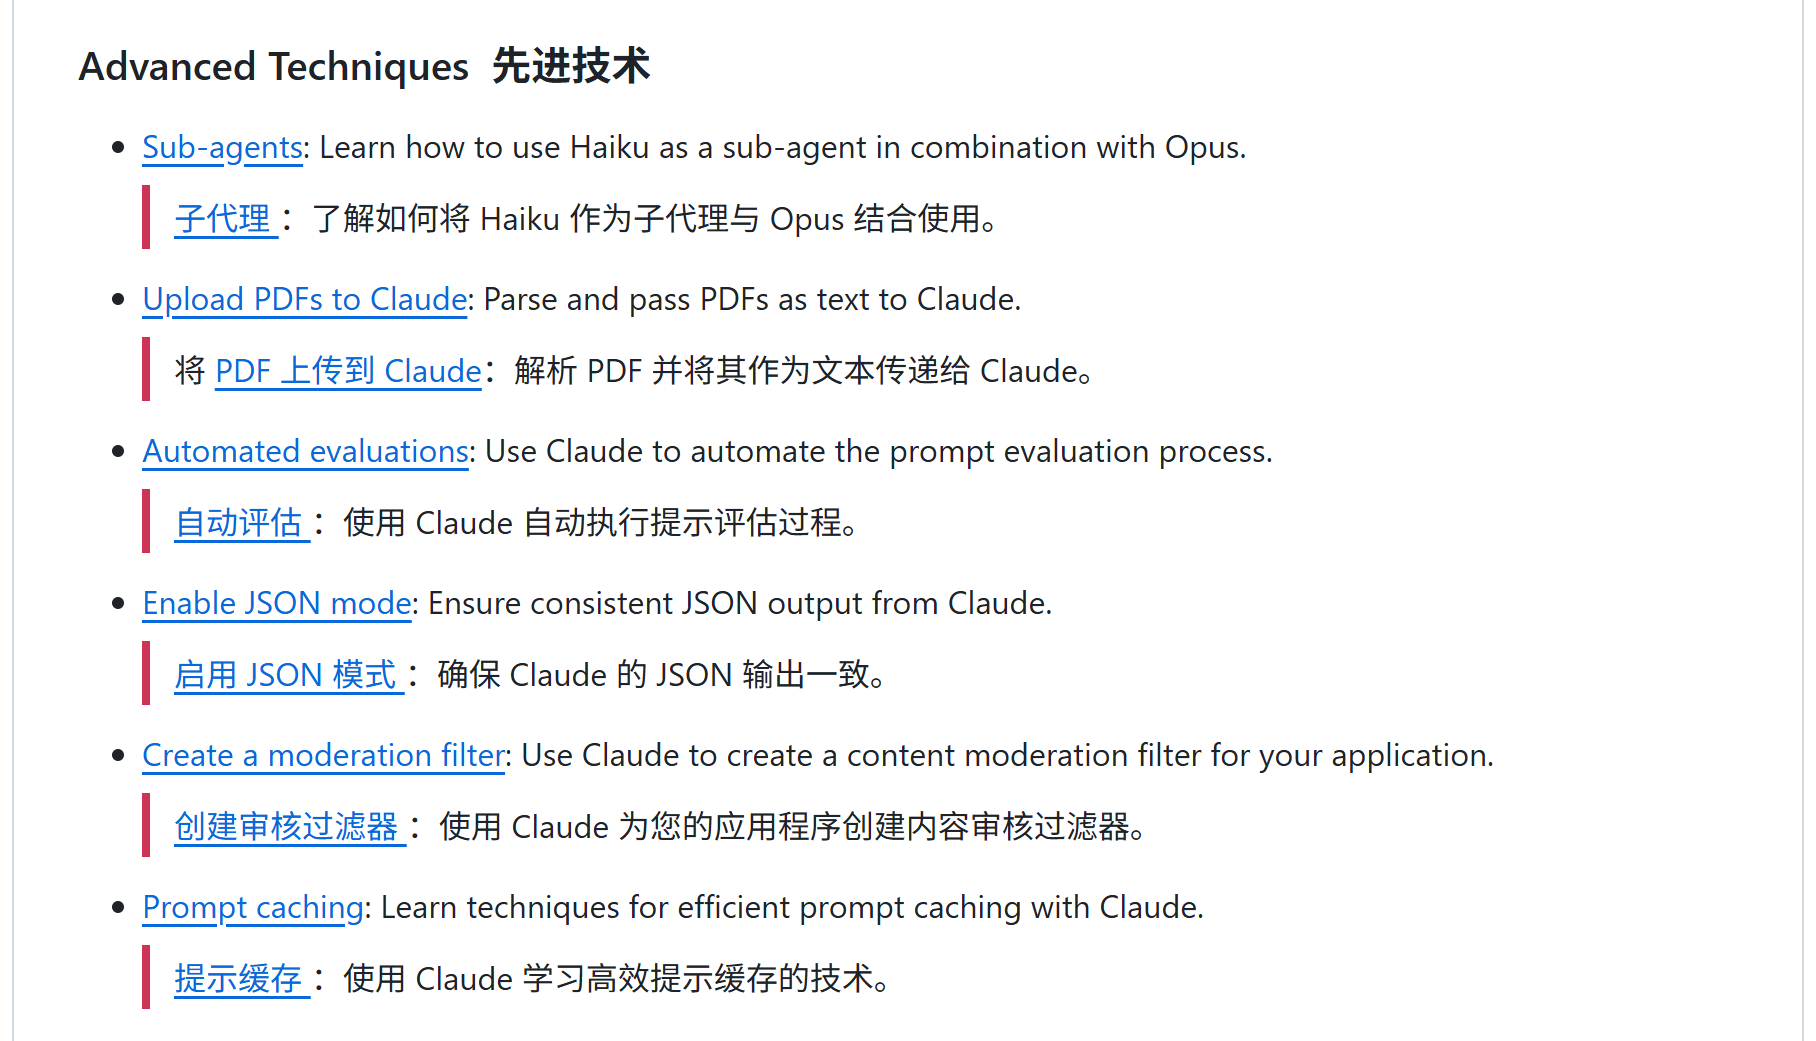 Advanced Techniques 先进技术
Sub-agents: Learn how to use Haiku as a sub-agent in combination with Opus.
子代理 ：了解如何将 Haiku 作为子代理与 Opus 结合使用。
Upload PDFs to Claude: Parse and pass PDFs as text to Claude.
将 PDF 上传到 Claude：解析 PDF 并将其作为文本传递给 Claude。
Automated evaluations: Use Claude to automate the prompt evaluation process.
自动评估 ：使用 Claude 自动执行提示评估过程。
Enable JSON mode: Ensure consistent JSON output from Claude.
启用 JSON 模式 ：确保 Claude 的 JSON 输出一致。
Create a moderation filter: Use Claude to create a content moderation filter for your application.
创建审核过滤器 ：使用 Claude 为您的应用程序创建内容审核过滤器。
Prompt caching: Learn techniques for efficient prompt caching with Claude.
提示缓存 ：使用 Claude 学习高效提示缓存的技术。